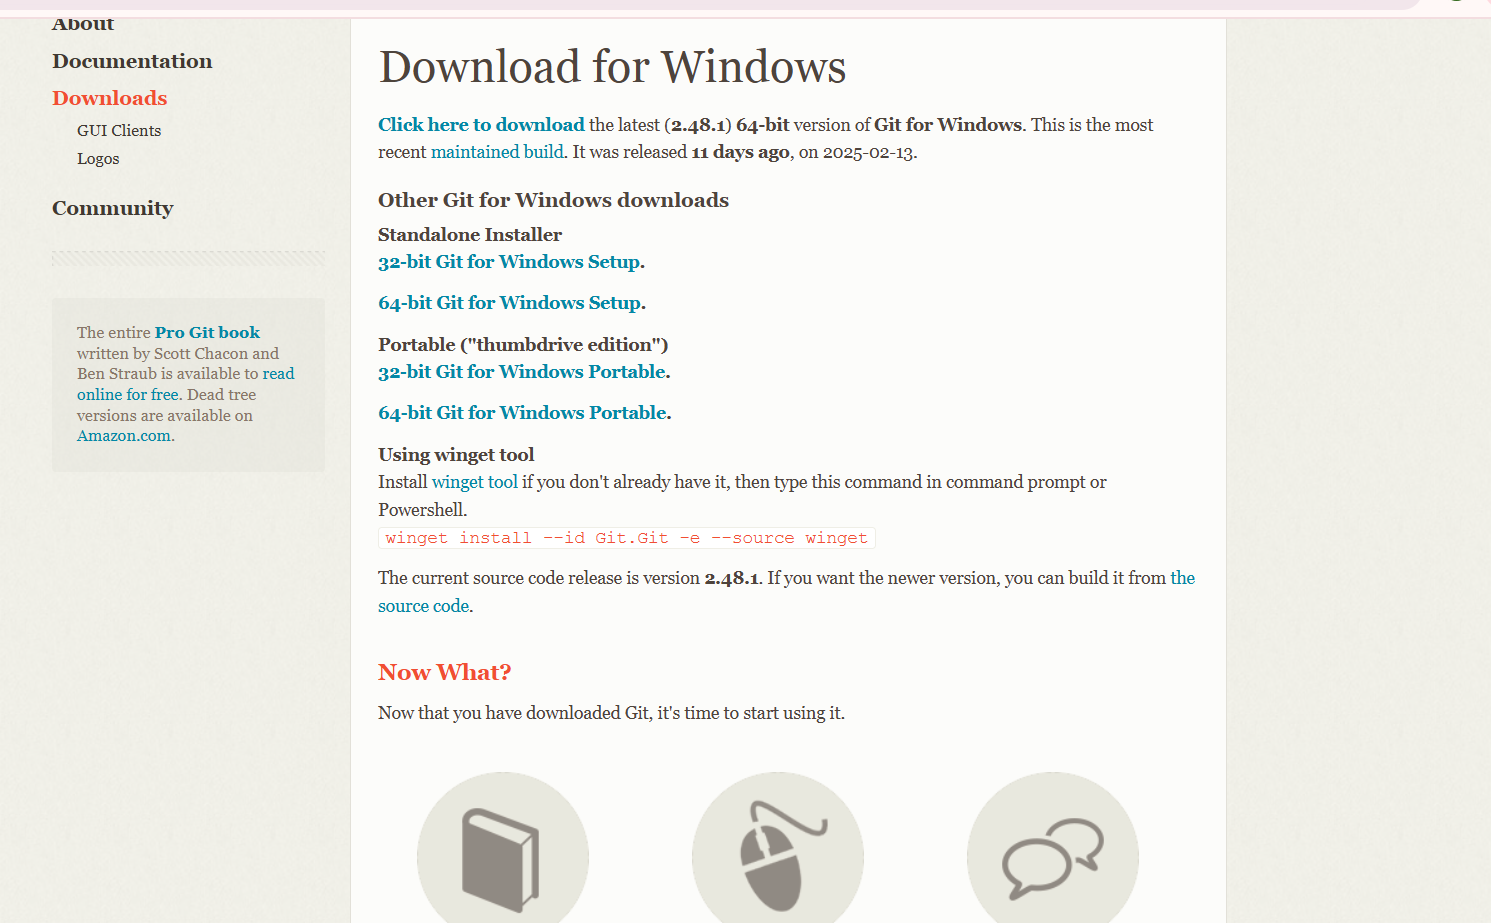 About
Documentation
Downloads
GUI Clients
Logos
Community
The entire Pro Git book
written by Scott Chacon and
Ben Straub is available to read
online for free. Dead tree
versions are available on
Amazon.com.
Download for Windows
Click here to download the latest (2.48.1) 64-bit version of Git for Windows. This is the most
recent maintained build. It was released 11 days ago, on 2025-02-13.
Other Git for Windows downloads
Standalone Installer
32-bit Git for Windows Setup.
64-bit Git for Windows Setup.
Portable ("thumbdrive edition")
32-bit Git for Windows Portable.
64-bit Git for Windows Portable.
Using winget tool
Install winget tool if you don't already have it, then type this command in command prompt or
Powershell.
winget install --id Git.Git -e --source winget
The current source code release is version 2.48.1. If you want the newer version, you can build it from the
source code.
Now What?
Now that you have downloaded Git, it's time to start using it.